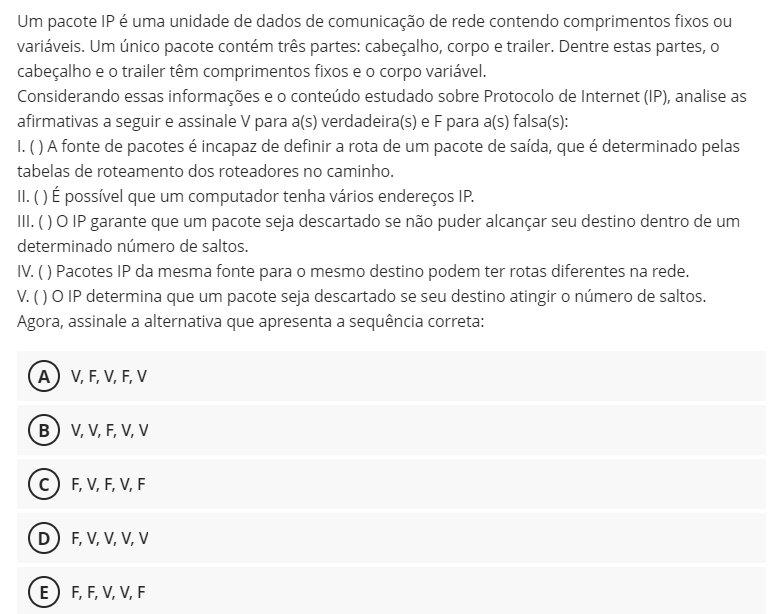 Um pacote IP é uma unidade de dados de comunicação de rede contendo comprimentos fixos ou
variáveis. Um único pacote contém três partes: cabeçalho, corpo e trailer. Dentre estas partes, o
cabeçalho e o trailer têm comprimentos fixos e o corpo variável.
Considerando essas informações e o conteúdo estudado sobre Protocolo de Internet (IP), analise as
afirmativas a seguir e assinale V para a(s) verdadeira(s) e F para a(s) falsa(s):
I. ( ) A fonte de pacotes é incapaz de definir a rota de um pacote de saída, que é determinado pelas
tabelas de roteamento dos roteadores no caminho.
II. ( ) É possível que um computador tenha vários endereços IP.
III. ( ) O IP garante que um pacote seja descartado se não puder alcançar seu destino dentro de um
determinado número de saltos.
IV. ( ) Pacotes IP da mesma fonte para o mesmo destino podem ter rotas diferentes na rede.
V. ( ) O IP determina que um pacote seja descartado se seu destino atingir o número de saltos.
Agora, assinale a alternativa que apresenta a sequência correta:
A V, F, V, F, V
B V, V, F, V, V
C F, V, F, V, F
D F, V, V, V, V
E F, F, V, V, F